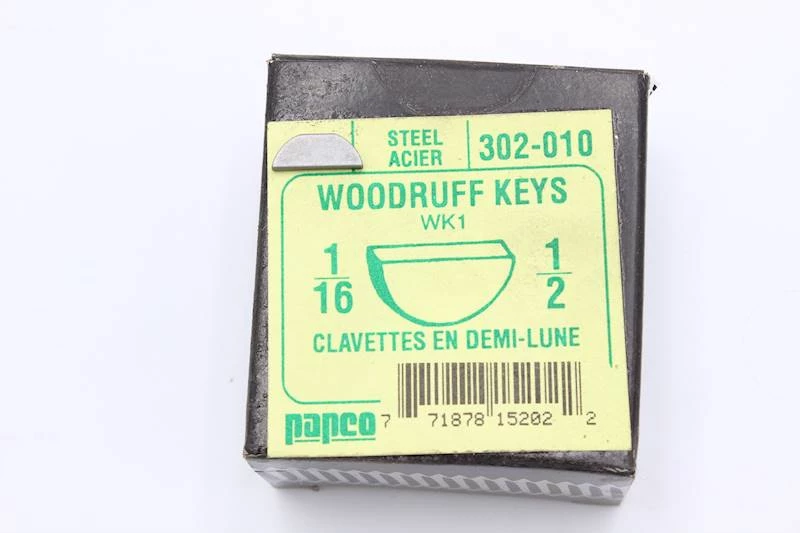 STEEL
ACIER
302-010
WOODRUFF KEYS
WK1
1/16
1/2
CLAVETTES EN DEMI-LUNE
papco
7 71878 15202 2